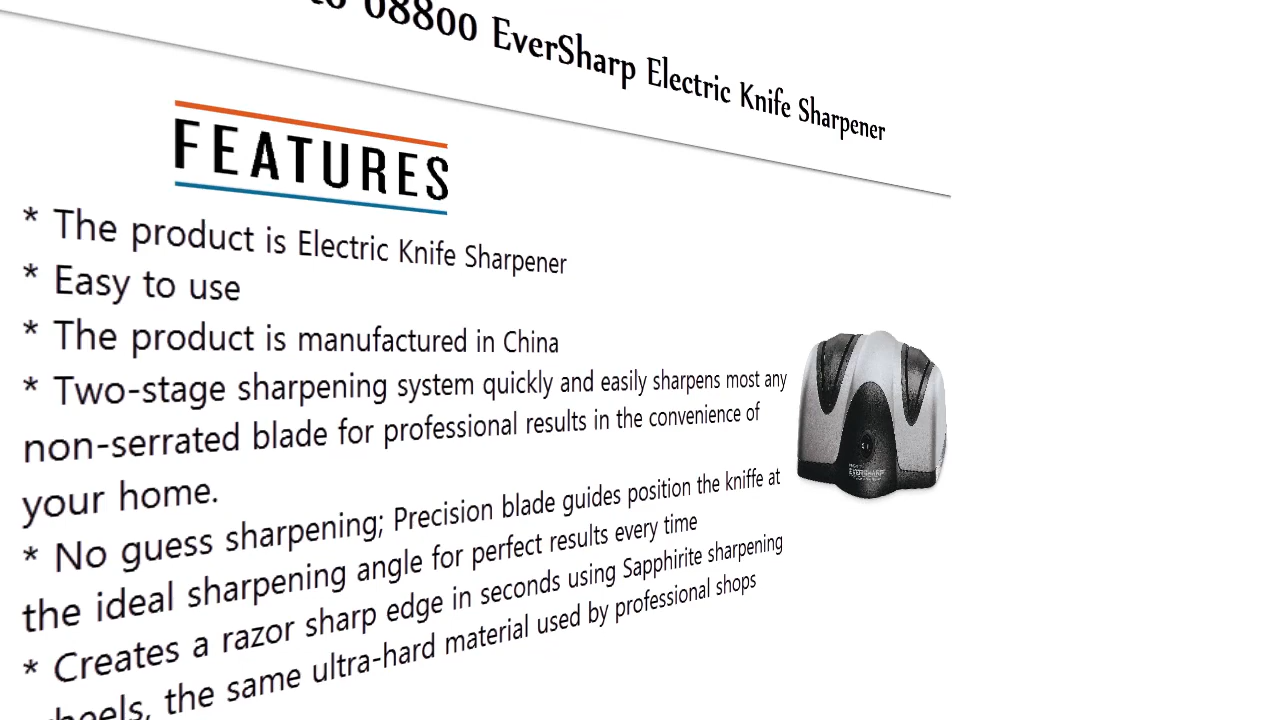 08800 EverSharp Electric Knife Sharpener
FEATURES
* The product is Electric Knife Sharpener
* Easy to use
* The product is manufactured in China
* Two-stage sharpening system quickly and easily sharpens most any
non-serrated blade for professional results in the convenience of
your home.
* No guess sharpening; Precision blade guides position the kniffe at
the ideal sharpening angle for perfect results every time
* Creates a razor sharp edge in seconds using Sapphirite sharpening
the same ultra-hard material used by professional shops
EVERSHARP